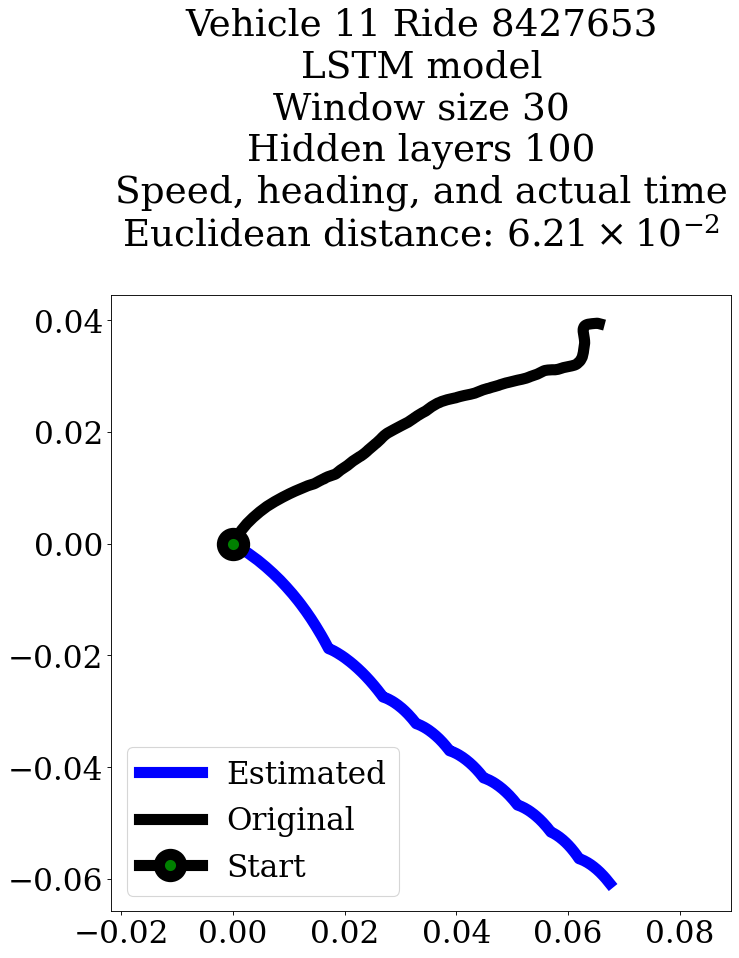 Vehicle 11 Ride 8427653
LSTM model
Window size 30
Hidden layers 100
Speed, heading, and actual time
Euclidean distance: 6.21 × 10⁻²
0.04
0.02
0.00
−0.02
−0.04
−0.06
Estimated
Original
Start
−0.02 0.00 0.02 0.04 0.06 0.08